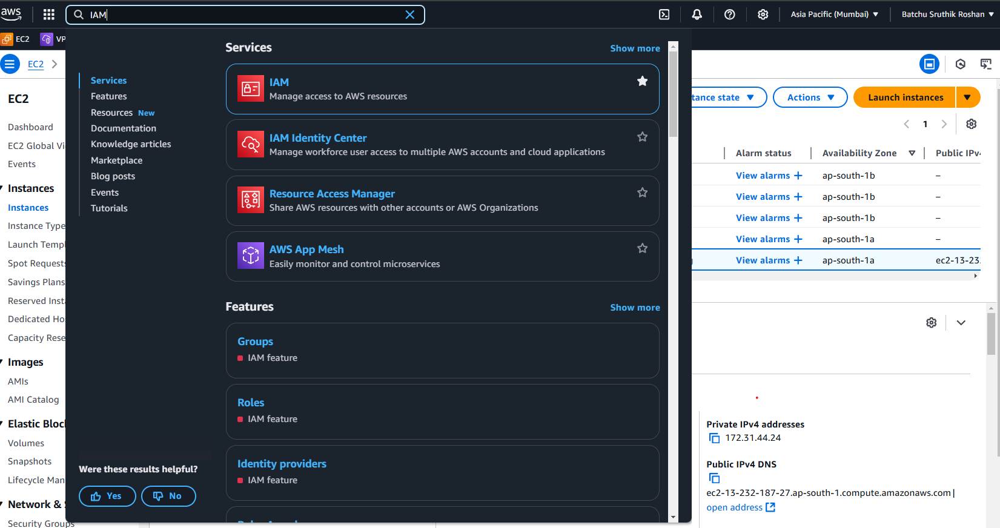 aws
IAM
Asia Pacific (Mumbai)
Batchu Sruthik Roshan
EC2
VP
EC2
EC2
Dashboard
EC2 Global Vi
Events
Instances
Instances
Instance Type
Launch Templ
Spot Requests
Savings Plans
Reserved Inst
Dedicated Ho
Capacity Rese
Images
AMIs
AMI Catalog
Elastic Bloc
Volumes
Snapshots
Lifecycle Man
Network &
Security Groups
Services
Features
Resources New
Documentation
Knowledge articles
Marketplace
Blog posts
Events
Tutorials
Were these results helpful?
Yes
No
Services
Show more
IAM
Manage access to AWS resources
IAM Identity Center
Manage workforce user access to multiple AWS accounts and cloud applications
Resource Access Manager
Share AWS resources with other accounts or AWS Organizations
AWS App Mesh
Easily monitor and control microservices
Features
Show more
Groups
IAM feature
Roles
IAM feature
Identity providers
IAM feature
tance state
Actions
Launch instances
1
Alarm status
Availability Zone
Public IPv4
View alarms +
ap-south-1b
–
View alarms +
ap-south-1b
–
View alarms +
ap-south-1b
–
View alarms +
ap-south-1a
–
View alarms +
ap-south-1a
ec2-13-23
Private IPv4 addresses
172.31.44.24
Public IPv4 DNS
ec2-13-232-187-27.ap-south-1.compute.amazonaws.com |
open address